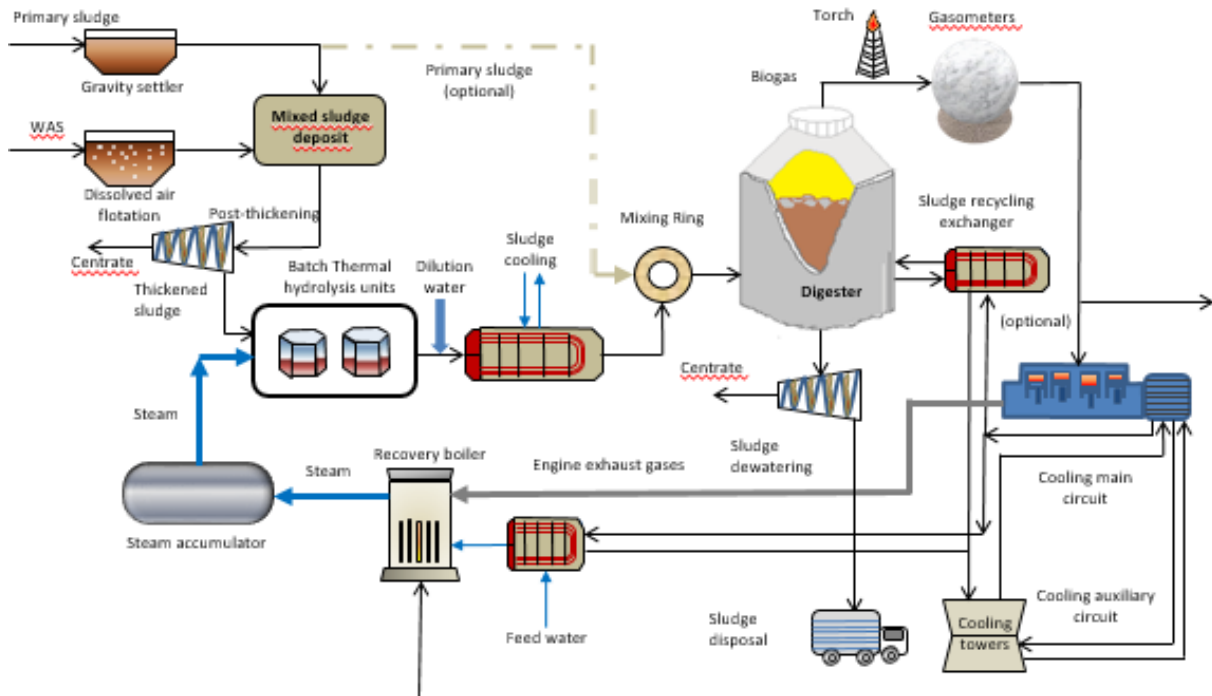 Primary sludge
Gravity settler
WAS
Dissolved air
flotation
Mixed sludge
deposit
Primary sludge
(optional)
Post-thickening
Centrate
Thickened
sludge
Batch Thermal
hydrolysis units
Dilution
water
Sludge
cooling
Mixing Ring
Biogas
Torch
Gasometers
Digester
Sludge recycling
exchanger
(optional)
Centrate
Sludge
dewatering
Steam
Steam
Recovery boiler
Engine exhaust gases
Steam accumulator
Feed water
Sludge
disposal
Cooling main
circuit
Cooling auxiliary
circuit
Cooling
towers